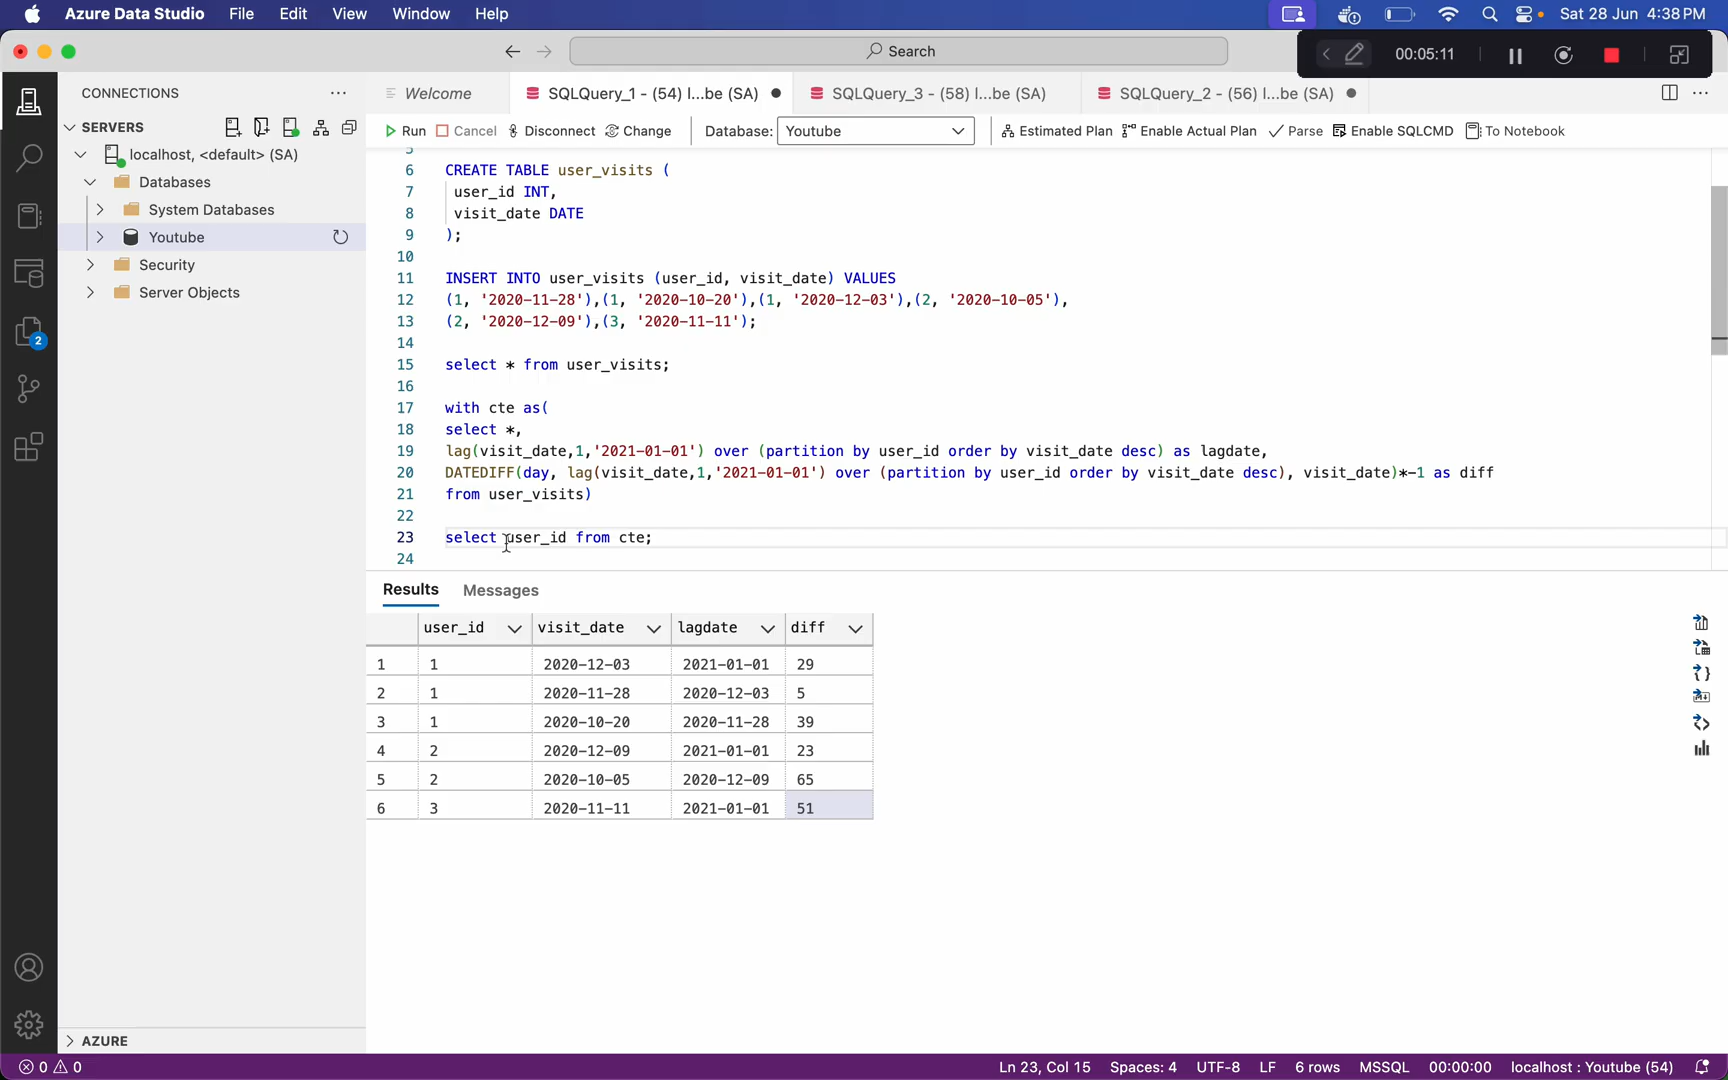 Azure Data Studio File Edit View Window Help Sat 28 Jun 4:38 PM
Search
00:05:11
CONNECTIONS
Welcome SQLQuery_1 - (54) l...be (SA) SQLQuery_3 - (58) l...be (SA) SQLQuery_2 - (56) l...be (SA)
SERVERS
Run Cancel Disconnect Change Database: Youtube Estimated Plan Enable Actual Plan Parse Enable SQLCMD To Notebook
localhost, <default> (SA)
Databases
System Databases
Youtube
Security
Server Objects
2
AZURE
5
6 CREATE TABLE user_visits (
7 user_id INT,
8 visit_date DATE
9 );
10
11 INSERT INTO user_visits (user_id, visit_date) VALUES
12 (1, '2020-11-28'),(1, '2020-10-20'),(1, '2020-12-03'),(2, '2020-10-05'),
13 (2, '2020-12-09'),(3, '2020-11-11');
14
15 select * from user_visits;
16
17 with cte as(
18 select *,
19 lag(visit_date,1,'2021-01-01') over (partition by user_id order by visit_date desc) as lagdate,
20 DATEDIFF(day, lag(visit_date,1,'2021-01-01') over (partition by user_id order by visit_date desc), visit_date)*-1 as diff
21 from user_visits)
22
23 select user_id from cte;
24
Results Messages
user_id visit_date lagdate diff
1 1 2020-12-03 2021-01-01 29
2 1 2020-11-28 2020-12-03 5
3 1 2020-10-20 2020-11-28 39
4 2 2020-12-09 2021-01-01 23
5 2 2020-10-05 2020-12-09 65
6 3 2020-11-11 2021-01-01 51
0 0 Ln 23, Col 15 Spaces: 4 UTF-8 LF 6 rows MSSQL 00:00:00 localhost : Youtube (54)